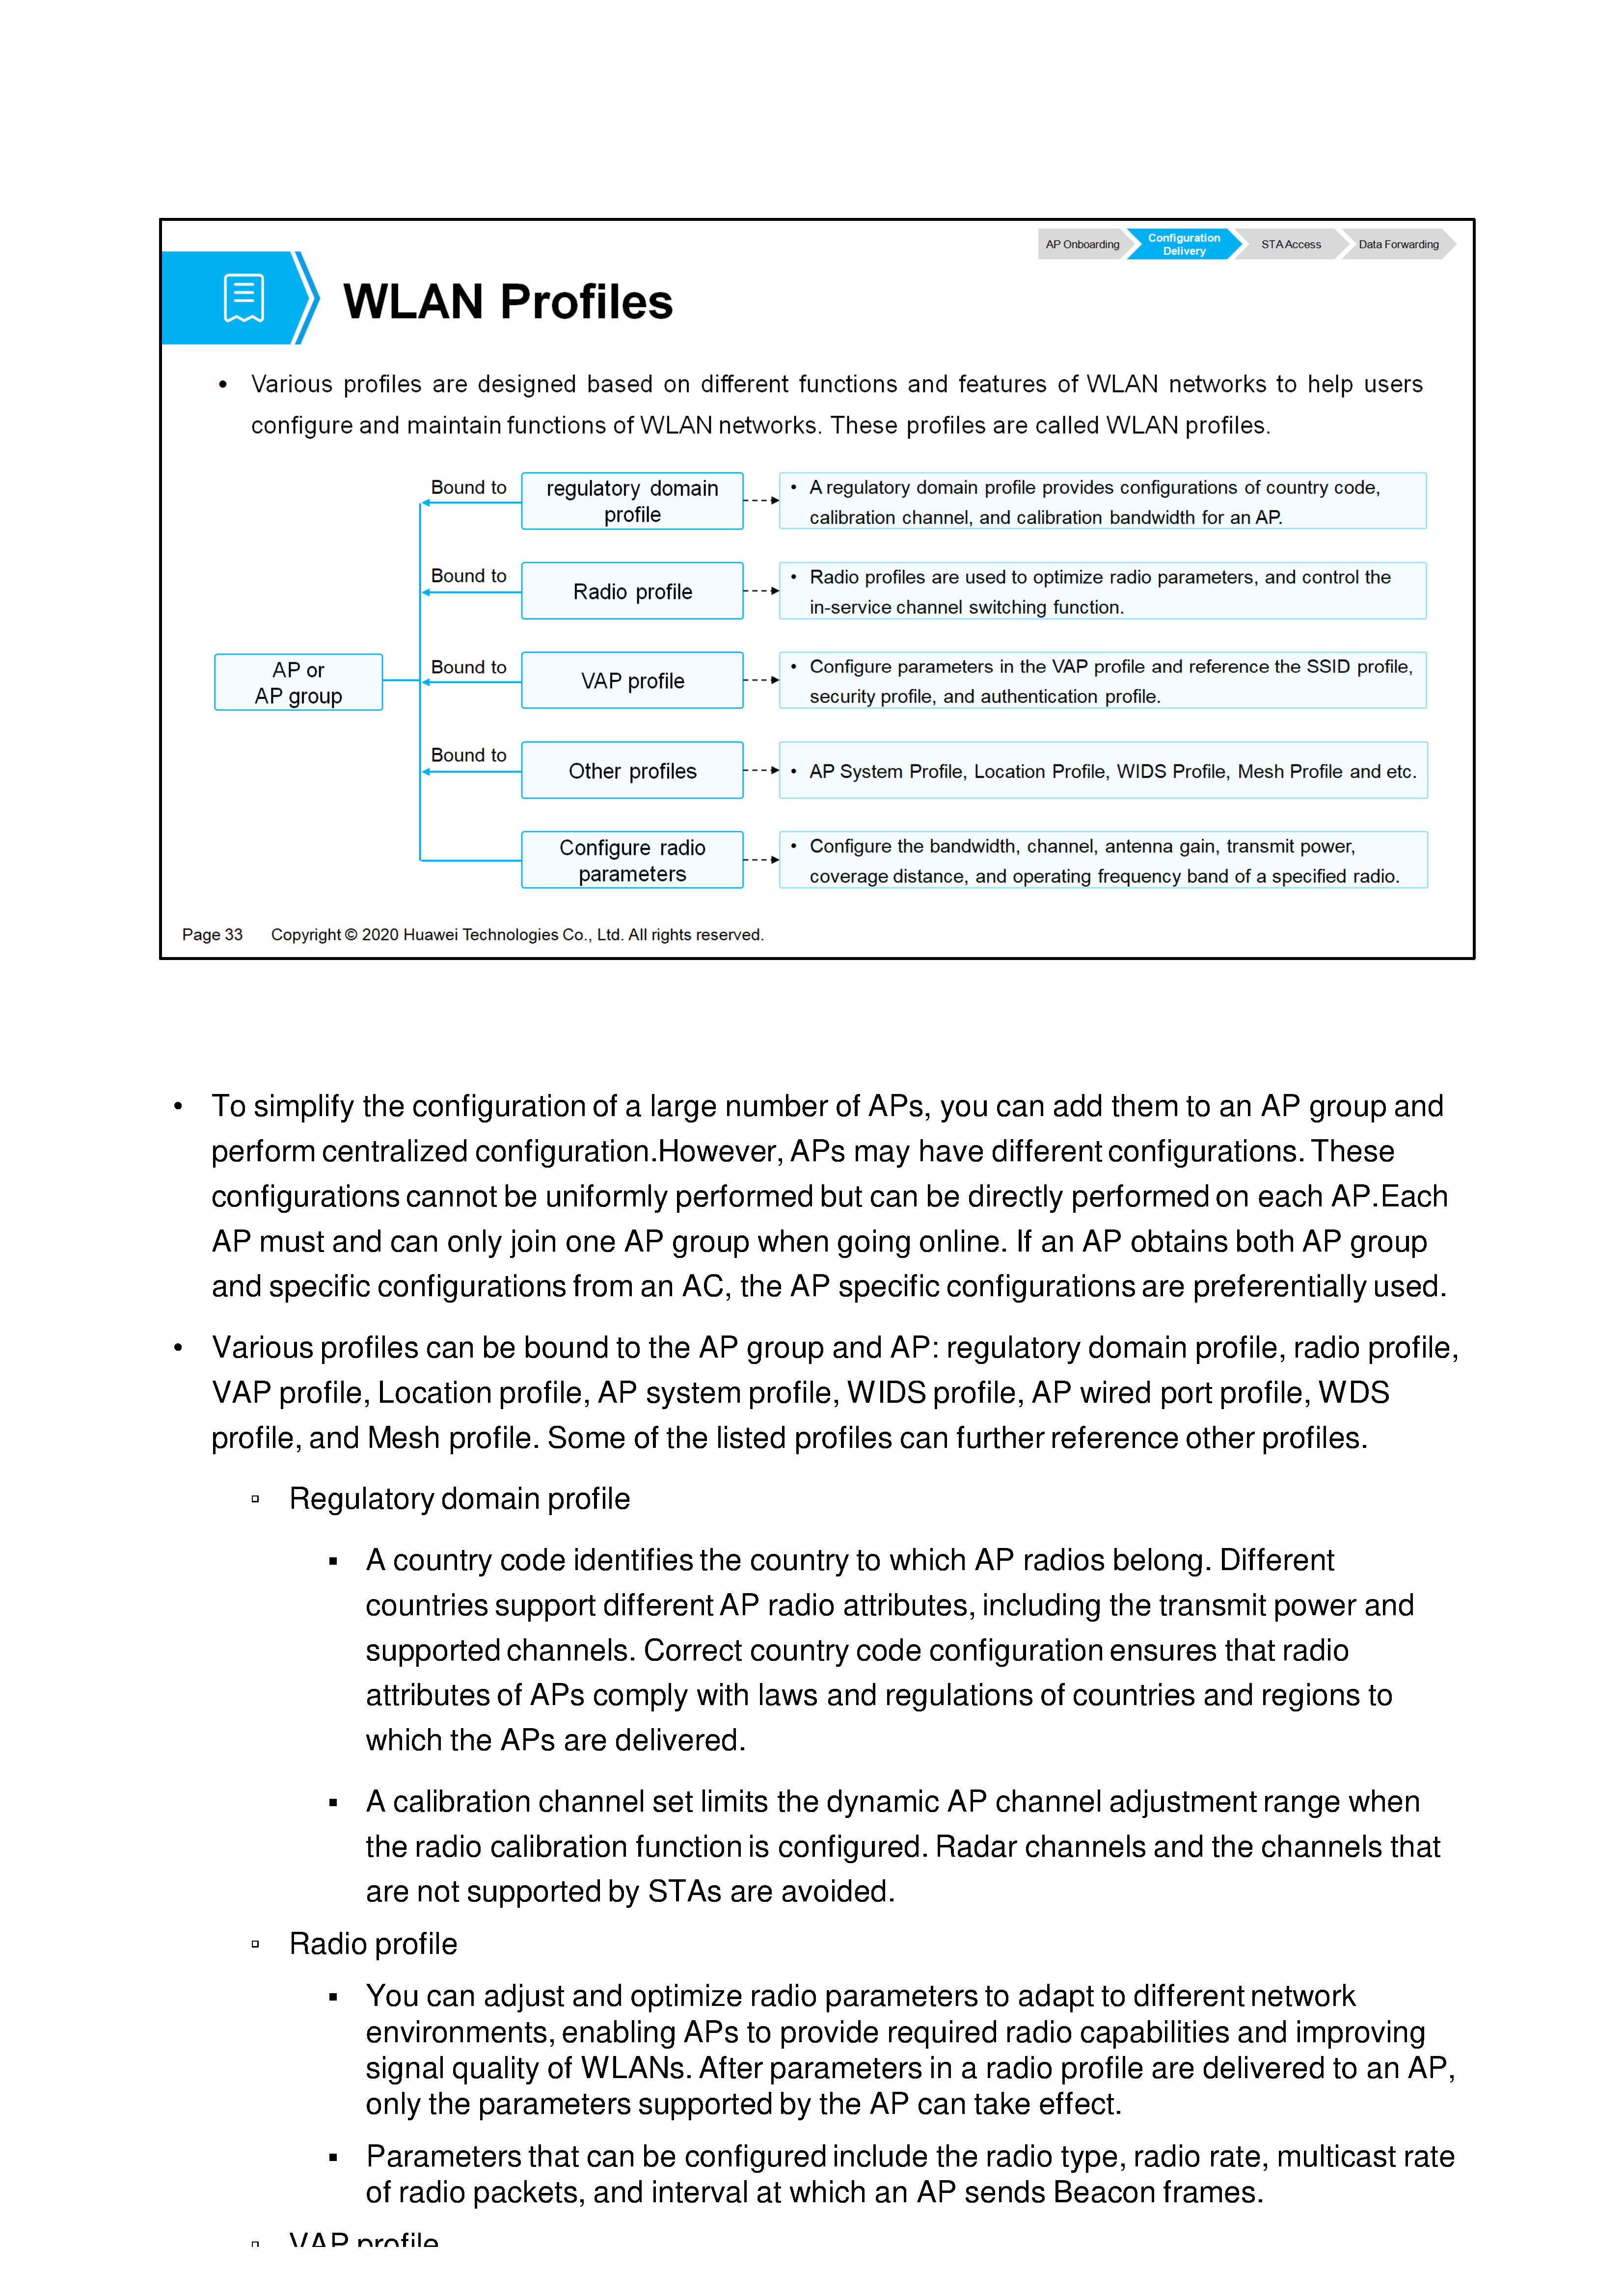 AP Onboarding
Configuration
Delivery
STA Access
Data Forwarding
WLAN Profiles
• Various profiles are designed based on different functions and features of WLAN networks to help users
configure and maintain functions of WLAN networks. These profiles are called WLAN profiles.
Bound to
regulatory domain
profile
• A regulatory domain profile provides configurations of country code,
calibration channel, and calibration bandwidth for an AP.
Bound to
Radio profile
• Radio profiles are used to optimize radio parameters, and control the
in-service channel switching function.
AP or
AP group
Bound to
VAP profile
• Configure parameters in the VAP profile and reference the SSID profile,
security profile, and authentication profile.
Bound to
Other profiles
• AP System Profile, Location Profile, WIDS Profile, Mesh Profile and etc.
Configure radio
parameters
• Configure the bandwidth, channel, antenna gain, transmit power,
coverage distance, and operating frequency band of a specified radio.
Page 33 Copyright © 2020 Huawei Technologies Co., Ltd. All rights reserved.
• To simplify the configuration of a large number of APs, you can add them to an AP group and
perform centralized configuration.However, APs may have different configurations. These
configurations cannot be uniformly performed but can be directly performed on each AP.Each
AP must and can only join one AP group when going online. If an AP obtains both AP group
and specific configurations from an AC, the AP specific configurations are preferentially used.
• Various profiles can be bound to the AP group and AP: regulatory domain profile, radio profile,
VAP profile, Location profile, AP system profile, WIDS profile, AP wired port profile, WDS
profile, and Mesh profile. Some of the listed profiles can further reference other profiles.
▫ Regulatory domain profile
▪ A country code identifies the country to which AP radios belong. Different
countries support different AP radio attributes, including the transmit power and
supported channels. Correct country code configuration ensures that radio
attributes of APs comply with laws and regulations of countries and regions to
which the APs are delivered.
▪ A calibration channel set limits the dynamic AP channel adjustment range when
the radio calibration function is configured. Radar channels and the channels that
are not supported by STAs are avoided.
▫ Radio profile
▪ You can adjust and optimize radio parameters to adapt to different network
environments, enabling APs to provide required radio capabilities and improving
signal quality of WLANs. After parameters in a radio profile are delivered to an AP,
only the parameters supported by the AP can take effect.
▪ Parameters that can be configured include the radio type, radio rate, multicast rate
of radio packets, and interval at which an AP sends Beacon frames.
▫ VAP profile